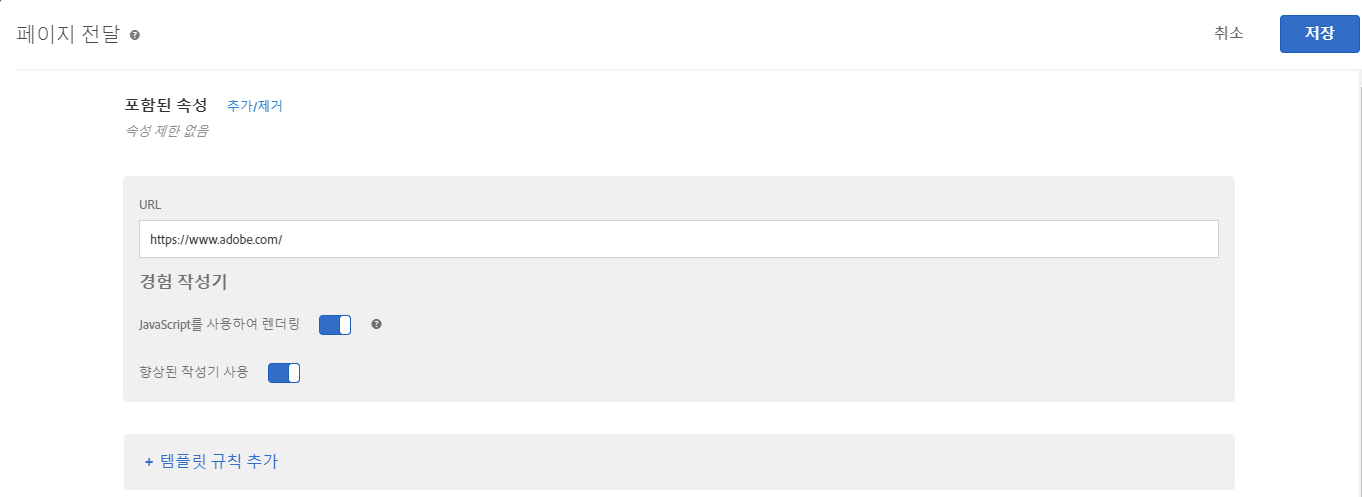 페이지 전달
취소
저장
포함된 속성 추가/제거
속성 제한 없음
URL
https://www.adobe.com/
경험 작성기
JavaScript를 사용하여 렌더링
향상된 작성기 사용
+ 템플릿 규칙 추가